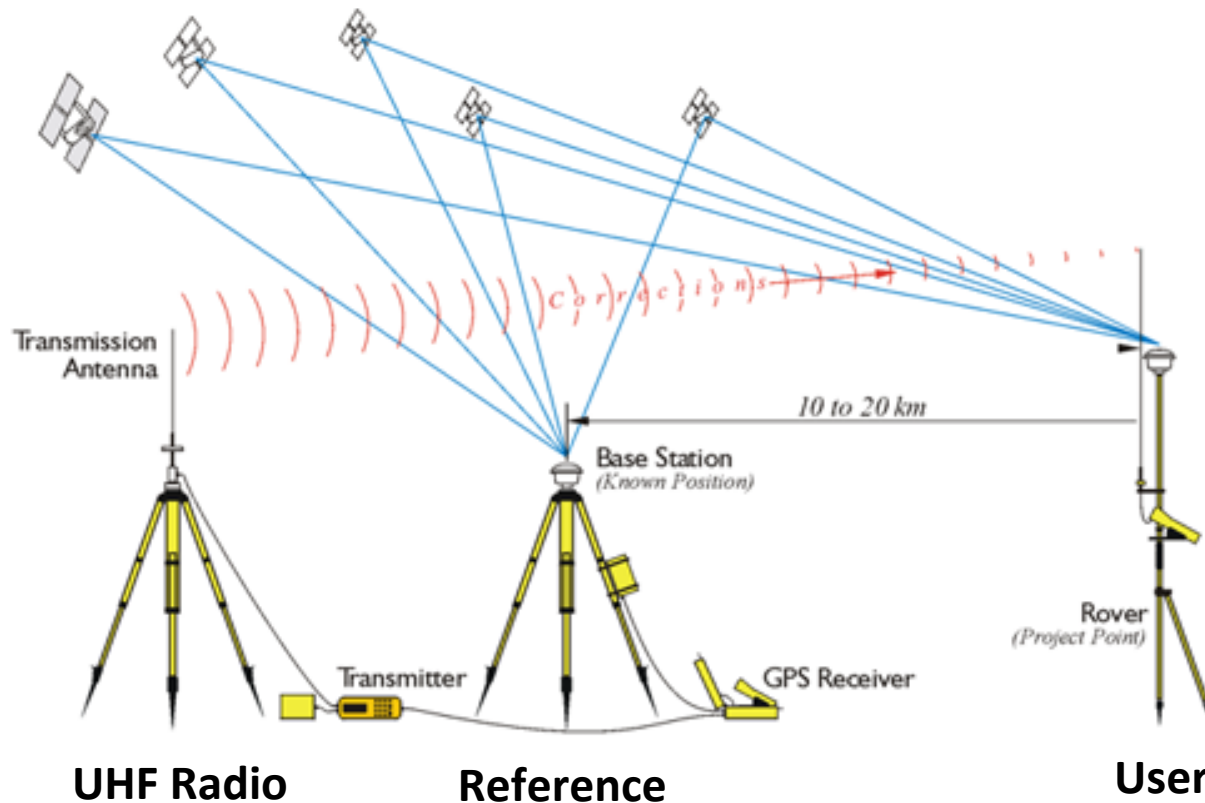 Corrections
Transmission
Antenna
10 to 20 km
Base Station
(Known Position)
Rover
(Project Point)
Transmitter
GPS Receiver
UHF Radio
Reference
User